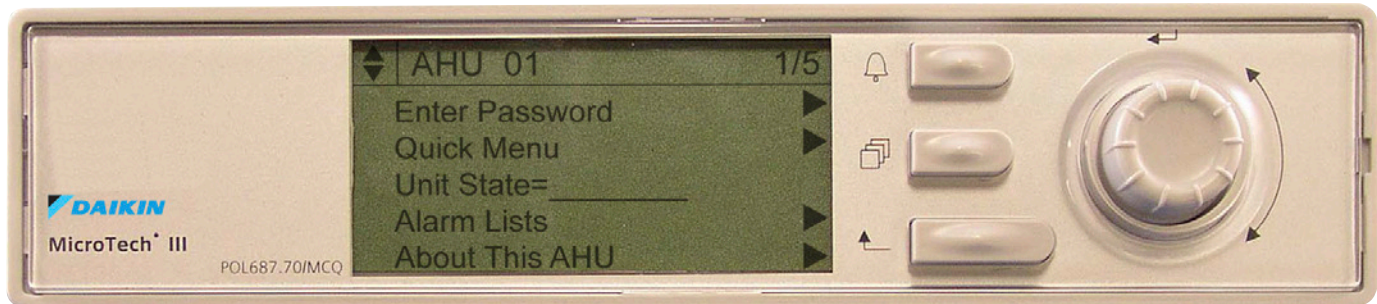 AHU 01 1/5
Enter Password
Quick Menu
Unit State=________
Alarm Lists
About This AHU
DAIKIN
MicroTech III
POL687.70/MCQ